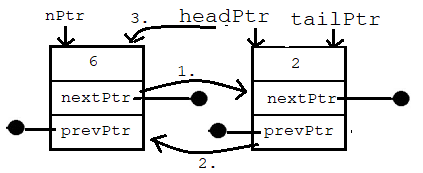 nPtr 3. headPtr tailPtr
6 2
1.
nextPtr nextPtr
prevPtr prevPtr
2.